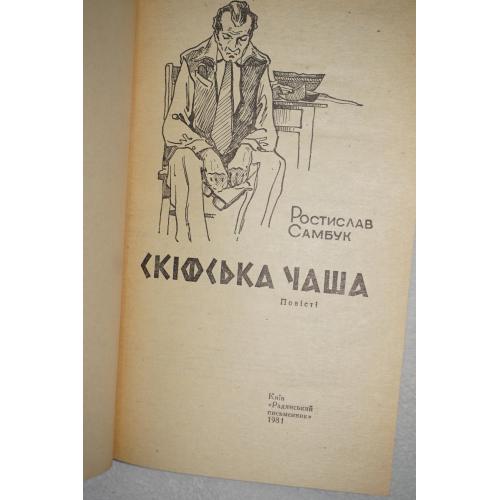 Ростислав
Самбук
СКІФСЬКА ЧАША
Повісті
Київ
«Радянський
письменник»
1981